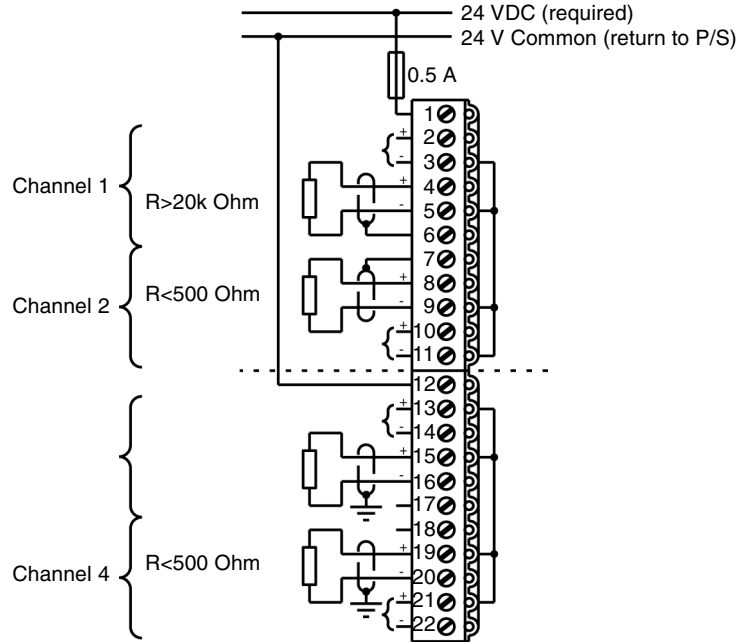 24 VDC (required)
24 V Common (return to P/S)
0.5 A
1
+ 2
- 3
Channel 1
R>20k Ohm
+ 4
- 5
6
7
Channel 2
R<500 Ohm
+ 8
- 9
+ 10
- 11
12
+ 13
- 14
+ 15
- 16
17
18
Channel 4
R<500 Ohm
+ 19
- 20
+ 21
- 22